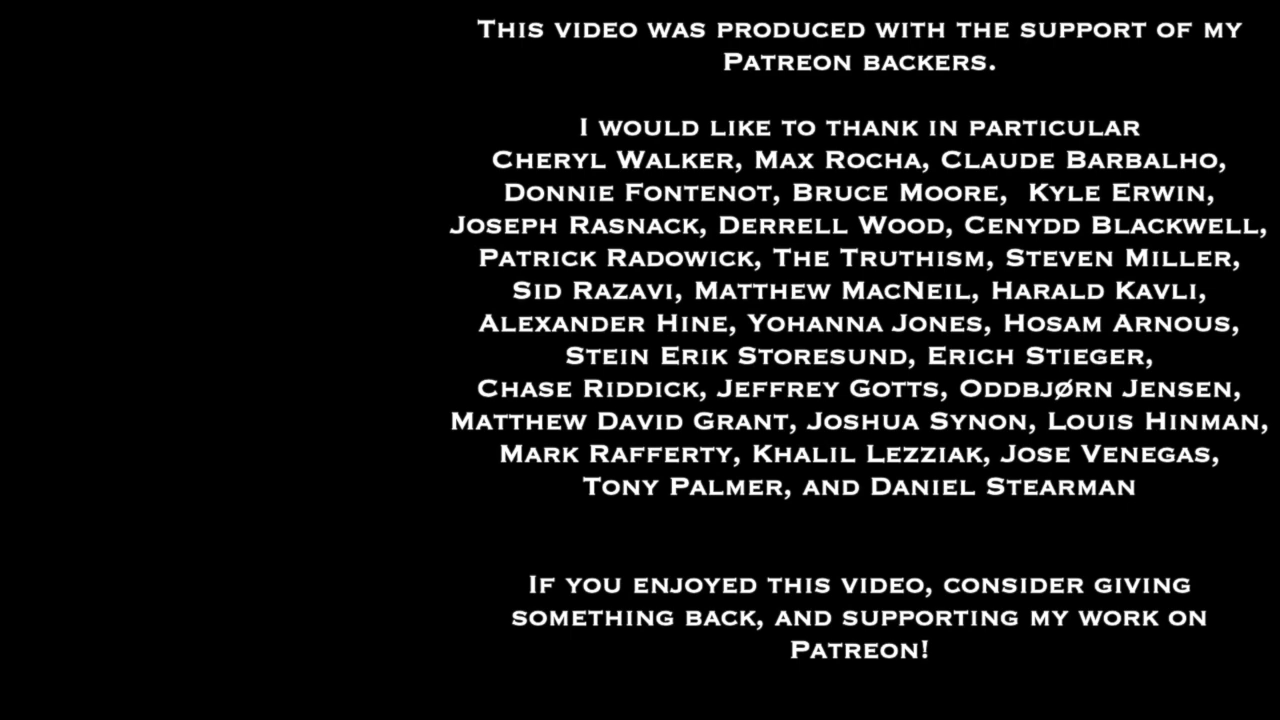 This video was produced with the support of my
Patreon backers.
I would like to thank in particular
Cheryl Walker, Max Rocha, Claude Barbalho,
Donnie Fontenot, Bruce Moore,  Kyle Erwin,
Joseph Rasnack, Derrell Wood, Cenydd Blackwell,
Patrick Radowick, The Truthism, Steven Miller,
Sid Razavi, Matthew MacNeil, Harald Kavli,
Alexander Hine, Yohanna Jones, Hosam Arnous,
Stein Erik Storesund, Erich Stieger,
Chase Riddick, Jeffrey Gotts, Oddbjørn Jensen,
Matthew David Grant, Joshua Synon, Louis Hinman,
Mark Rafferty, Khalil Lezziak, Jose Venegas,
Tony Palmer, and Daniel Stearman
If you enjoyed this video, consider giving
something back, and supporting my work on
Patreon!